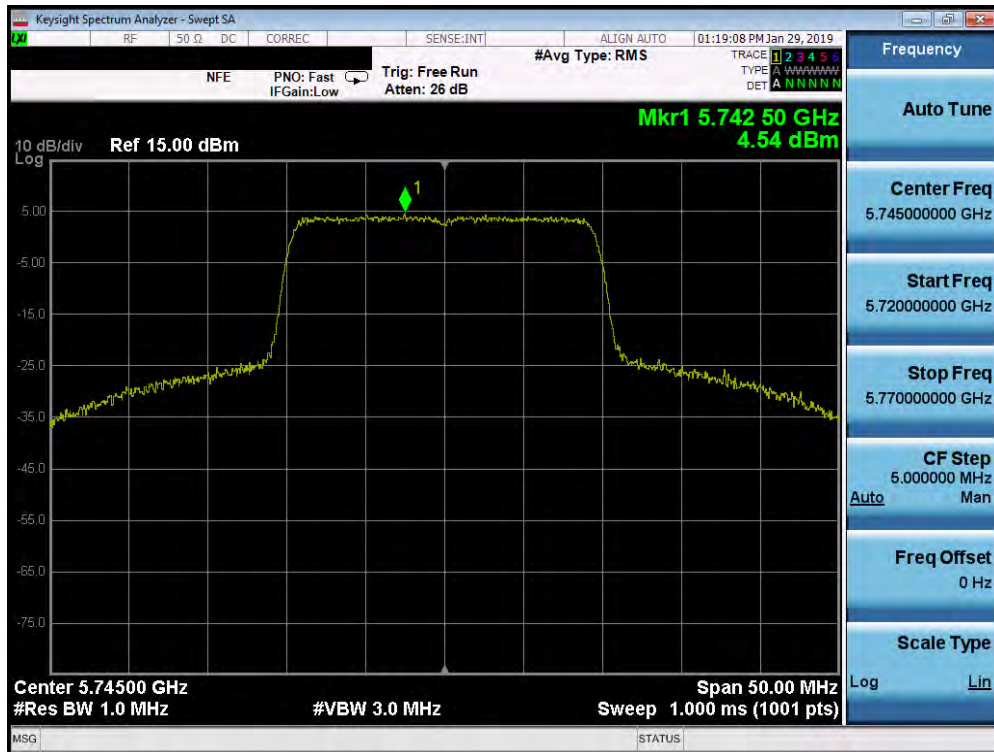 Keysight Spectrum Analyzer - Swept SA
LXI RF 50 Ω DC CORREC SENSE:INT ALIGN AUTO 01:19:08 PM Jan 29, 2019
#Avg Type: RMS
TRACE 1 2 3 4 5 6
TYPE A WWWWW
DET A N N N N N
NFE PNO: Fast Trig: Free Run
IFGain:Low Atten: 26 dB
Mkr1 5.742 50 GHz
4.54 dBm
10 dB/div Ref 15.00 dBm
Log
1
5.00
-5.00
-15.0
-25.0
-35.0
-45.0
-55.0
-65.0
-75.0
Center 5.74500 GHz Span 50.00 MHz
#Res BW 1.0 MHz #VBW 3.0 MHz Sweep 1.000 ms (1001 pts)
MSG STATUS
Frequency
Auto Tune
Center Freq
5.745000000 GHz
Start Freq
5.720000000 GHz
Stop Freq
5.770000000 GHz
CF Step
5.000000 MHz
Auto Man
Freq Offset
0 Hz
Scale Type
Log Lin